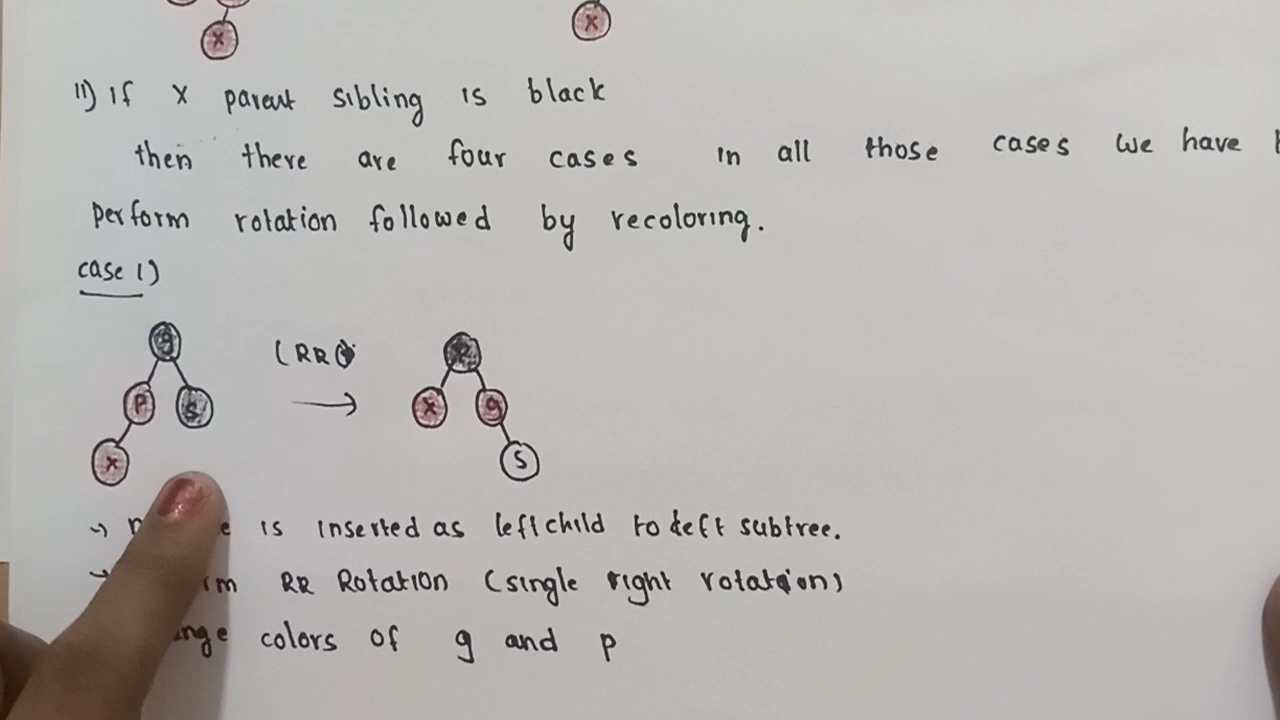 X X
11) If X parent sibling is black
then there are four cases in all those cases we have
perform rotation followed by recoloring.
case 1)
g (RR) P
P S X g
X S
is inserted as left child to left subtree.
RR Rotation (single right rotation)
colors of g and p